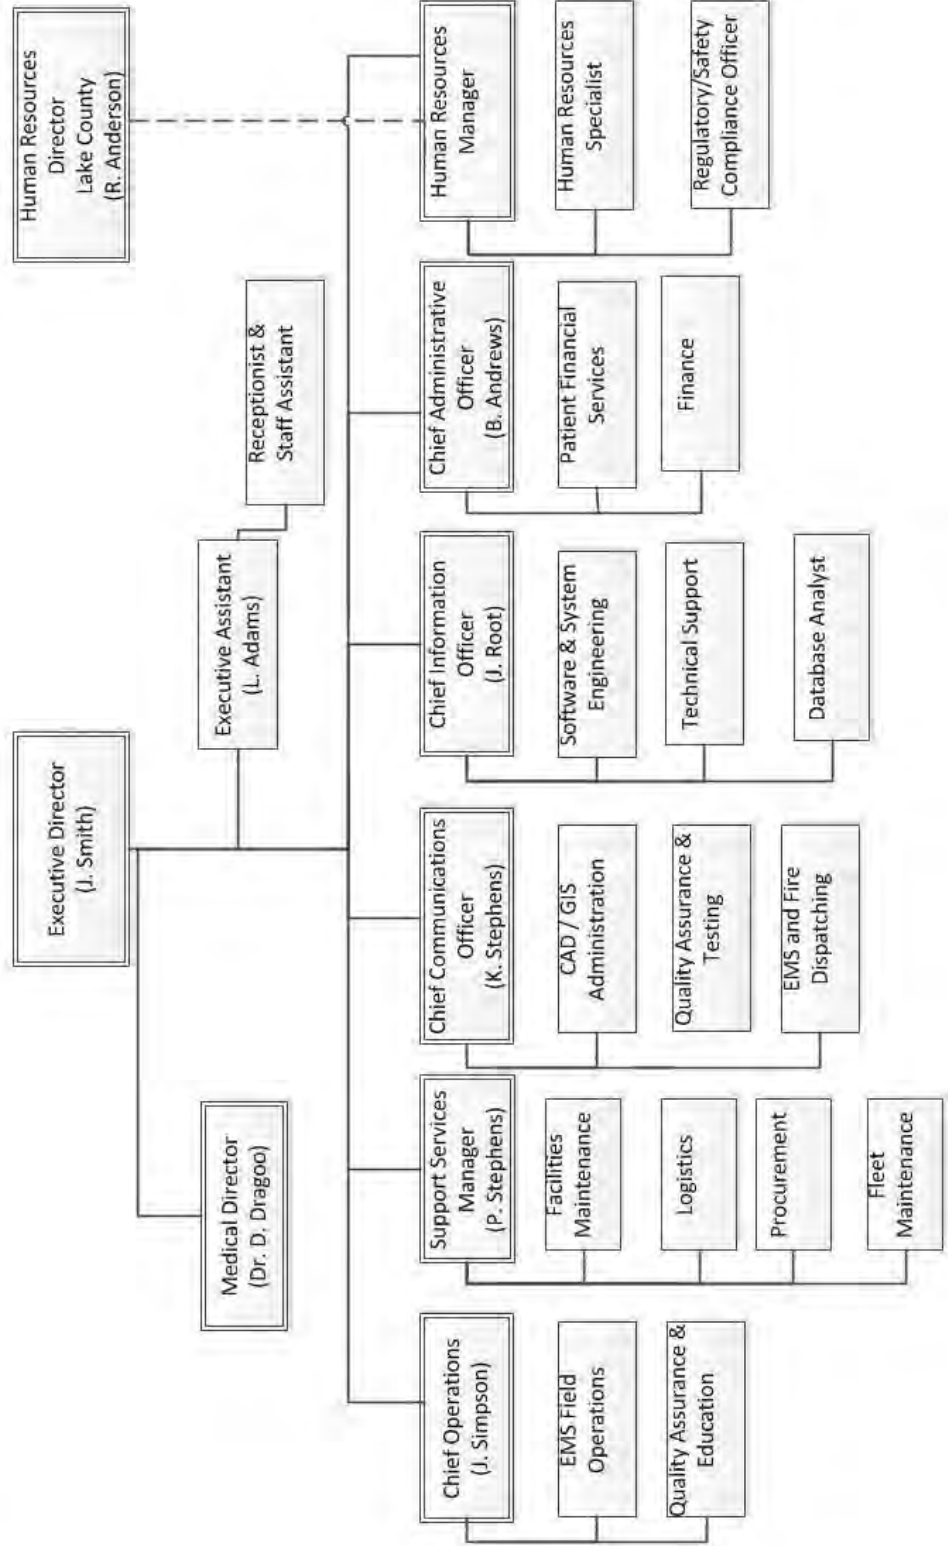 Executive Director
(J. Smith)
Human Resources
Director
Lake County
(R. Anderson)
Medical Director
(Dr. D. Dragoo)
Executive Assistant
(L. Adams)
Receptionist &
Staff Assistant
Chief Operations
(J. Simpson)
EMS Field
Operations
Quality Assurance &
Education
Support Services
Manager
(P. Stephens)
Facilities
Maintenance
Logistics
Procurement
Fleet
Maintenance
Chief Communications
Officer
(K. Stephens)
CAD / GIS
Administration
Quality Assurance &
Testing
EMS and Fire
Dispatching
Chief Information
Officer
(J. Root)
Software & System
Engineering
Technical Support
Database Analyst
Chief Administrative
Officer
(B. Andrews)
Patient Financial
Services
Finance
Human Resources
Manager
Human Resources
Specialist
Regulatory/Safety
Compliance Officer